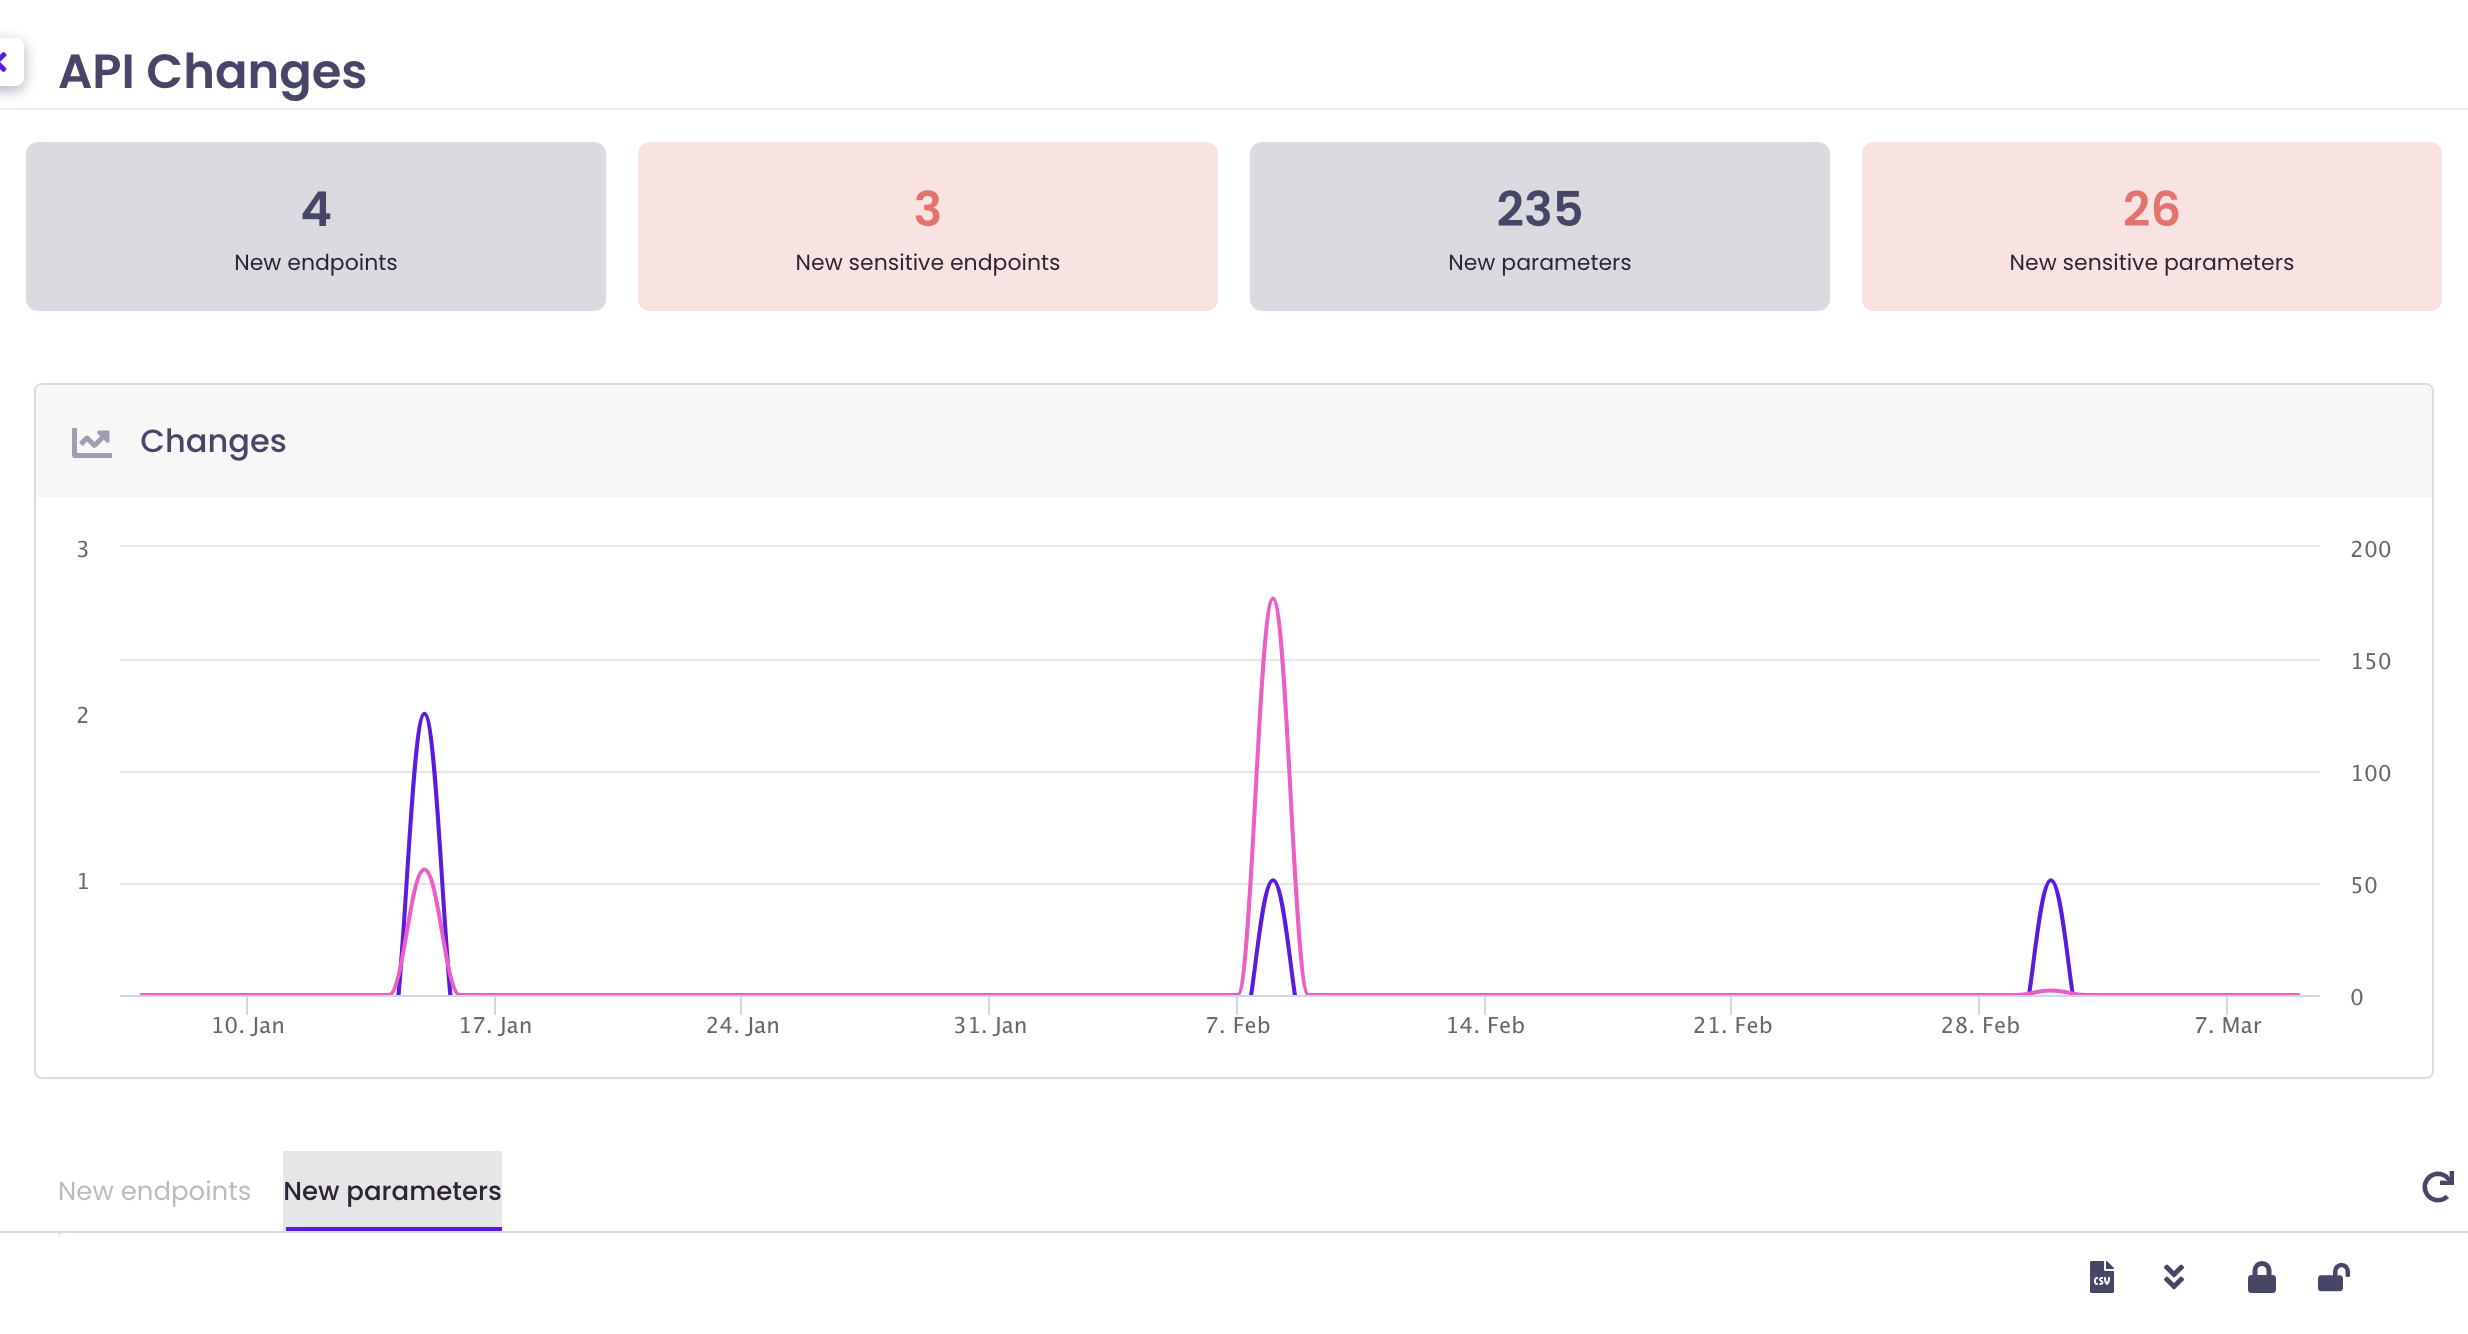 API Changes
4
New endpoints
3
New sensitive endpoints
235
New parameters
26
New sensitive parameters
Changes
3
2
1
200
150
100
50
0
10. Jan
17. Jan
24. Jan
31. Jan
7. Feb
14. Feb
21. Feb
28. Feb
7. Mar
New endpoints
New parameters
CSV